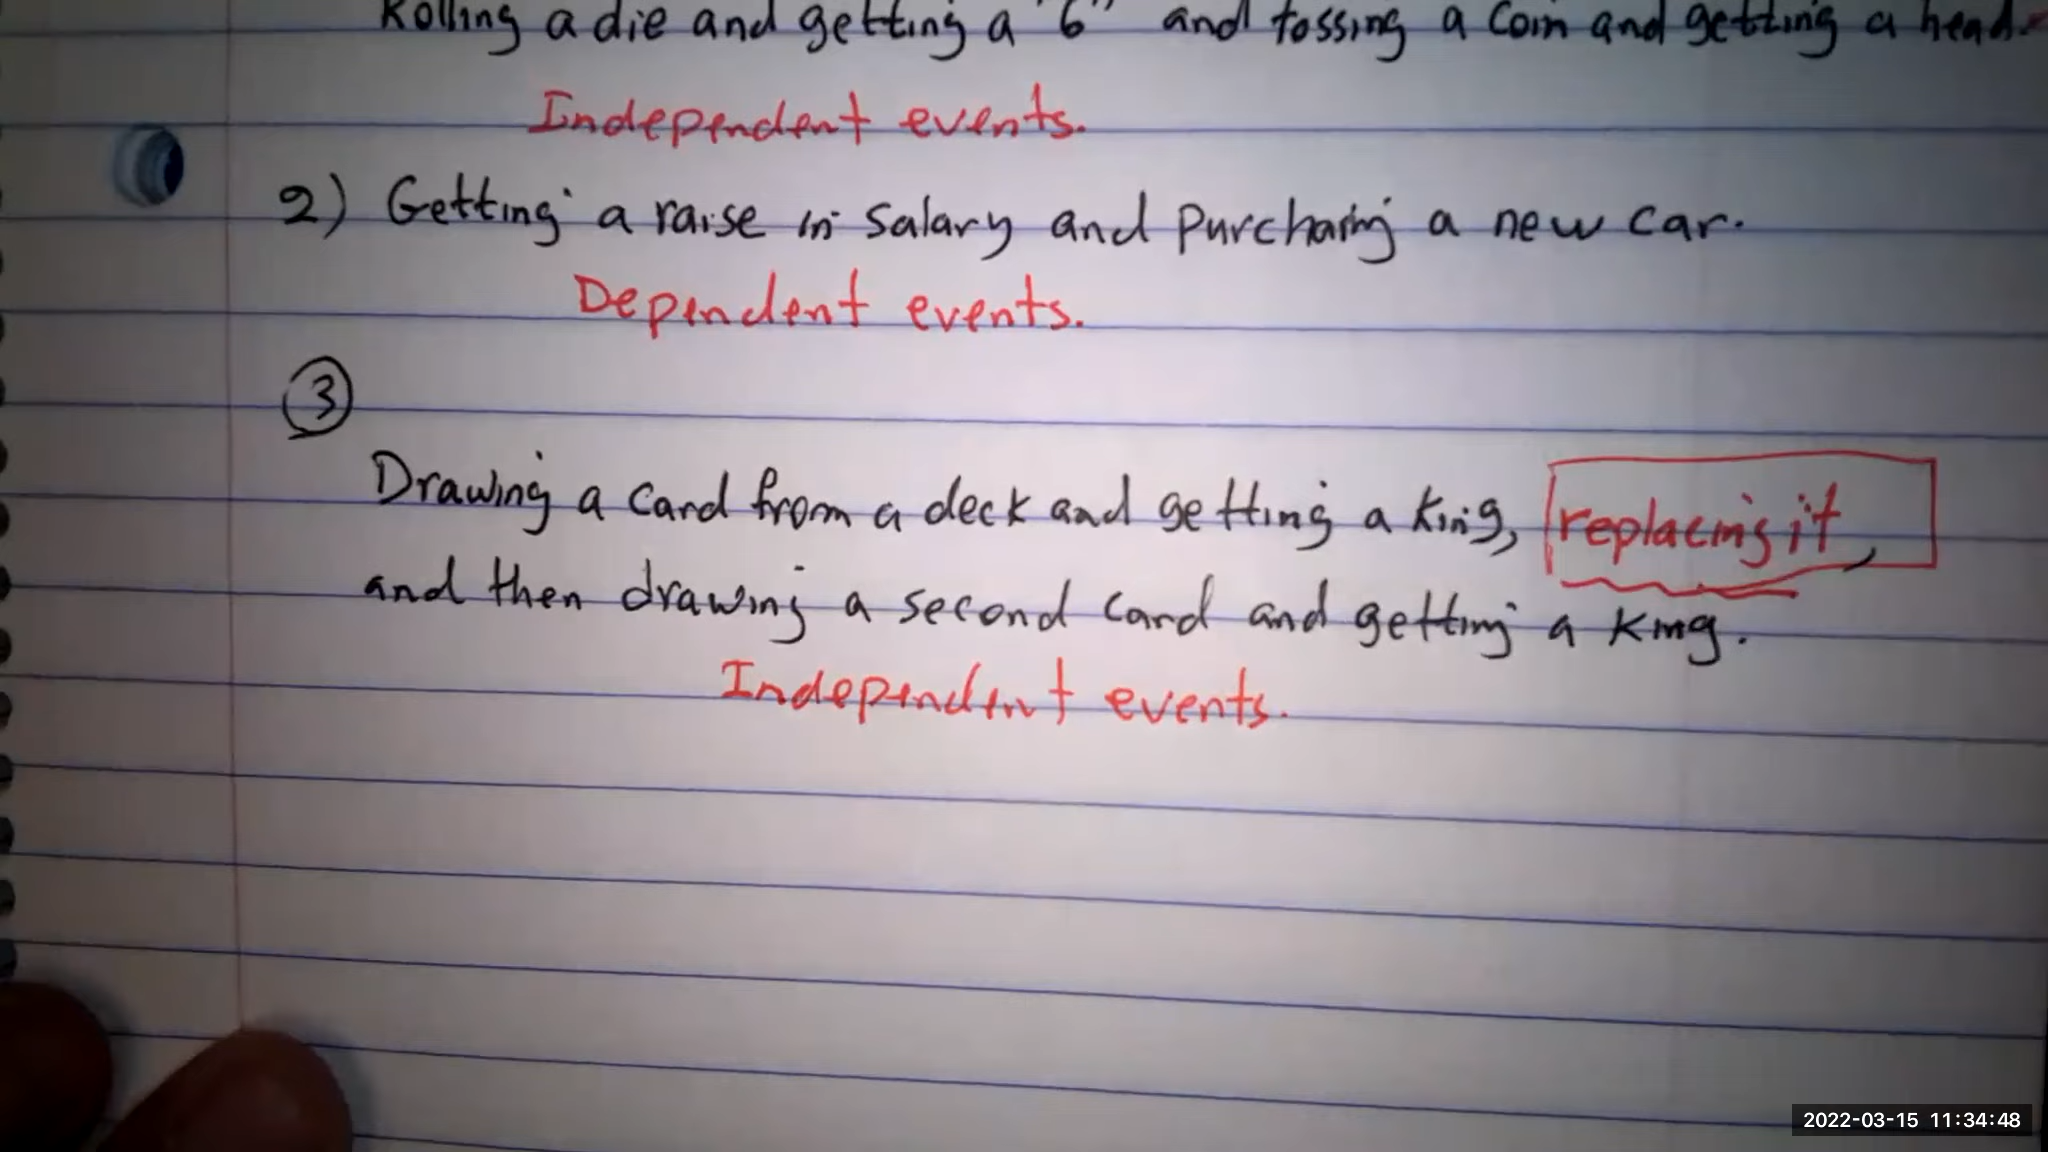 Rolling a die and getting a "6" and tossing a coin and getting a head.
Independent events.
2) Getting a raise in salary and purchasing a new car.
Dependent events.
3
Drawing a card from a deck and getting a king, replacing it,
and then drawing a second card and getting a king.
Independent events.
2022-03-15 11:34:48